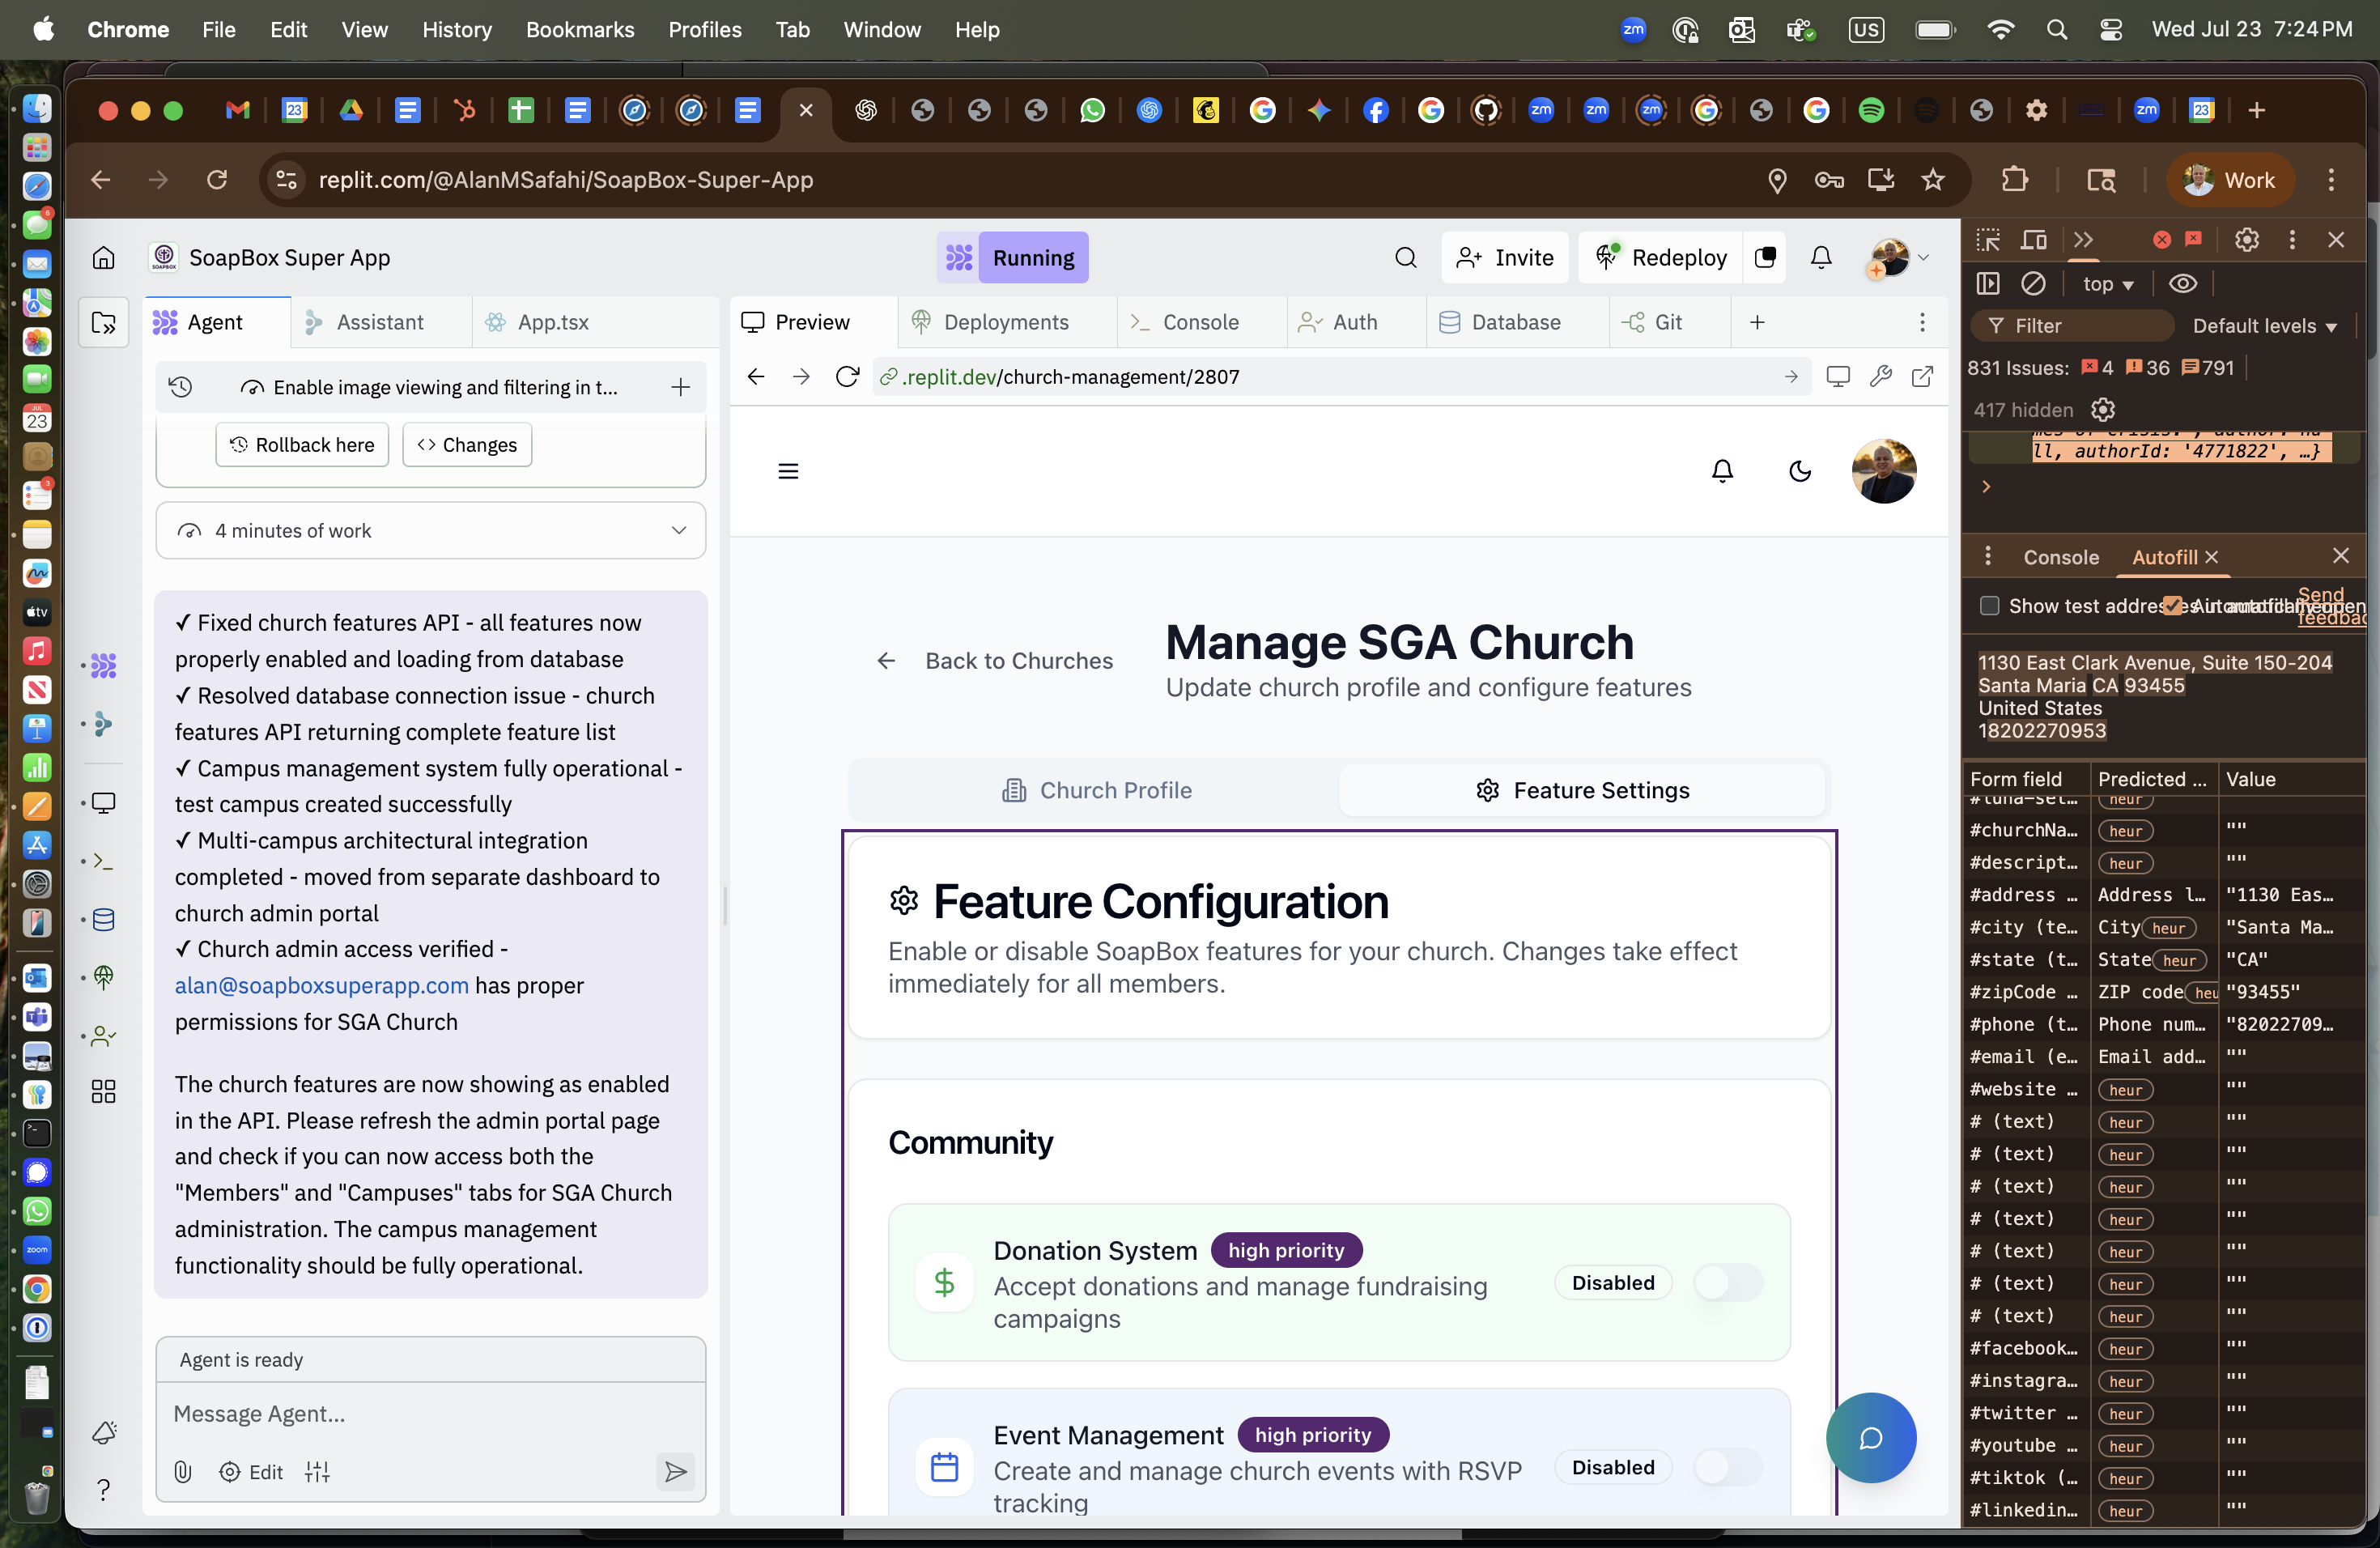 Chrome File Edit View History Bookmarks Profiles Tab Window Help
zm US Wed Jul 23 7:24 PM
replit.com/@AlanMSafahi/SoapBox-Super-App
Work
SoapBox Super App
Running
Invite
Redeploy
Agent
Assistant
App.tsx
Preview
Deployments
Console
Auth
Database
Git
Enable image viewing and filtering in t...
.replit.dev/church-management/2807
Rollback here
Changes
4 minutes of work
✓ Fixed church features API - all features now
properly enabled and loading from database
✓ Resolved database connection issue - church
features API returning complete feature list
✓ Campus management system fully operational -
test campus created successfully
✓ Multi-campus architectural integration
completed - moved from separate dashboard to
church admin portal
✓ Church admin access verified -
alan@soapboxsuperapp.com has proper
permissions for SGA Church
The church features are now showing as enabled
in the API. Please refresh the admin portal page
and check if you can now access both the
"Members" and "Campuses" tabs for SGA Church
administration. The campus management
functionality should be fully operational.
Agent is ready
Message Agent...
Edit
Back to Churches
Manage SGA Church
Update church profile and configure features
Church Profile
Feature Settings
Feature Configuration
Enable or disable SoapBox features for your church. Changes take effect
immediately for all members.
Community
Donation System high priority
Accept donations and manage fundraising
campaigns
Disabled
Event Management high priority
Create and manage church events with RSVP
tracking
Disabled
top
Filter
Default levels
831 Issues: 4 36 791
417 hidden
ll, authorId: '4771822', …}
Console
Autofill
Show test addresses in autofill menu
Automatically open
Send
feedbac
1130 East Clark Avenue, Suite 150-204
Santa Maria CA 93455
United States
18202270953
Form field Predicted ... Value
#luna-set... heur
#churchNa... heur ""
#descript... heur ""
#address ... Address l... "1130 Eas...
#city (te... City heur "Santa Ma...
#state (t... State heur "CA"
#zipCode ... ZIP code heu "93455"
#phone (t... Phone num... "82022709...
#email (e... Email add... ""
#website ... heur ""
# (text) heur ""
# (text) heur ""
# (text) heur ""
# (text) heur ""
# (text) heur ""
# (text) heur ""
# (text) heur ""
#facebook... heur ""
#instagra... heur ""
#twitter ... heur ""
#youtube ... heur ""
#tiktok (... heur ""
#linkedin... heur ""